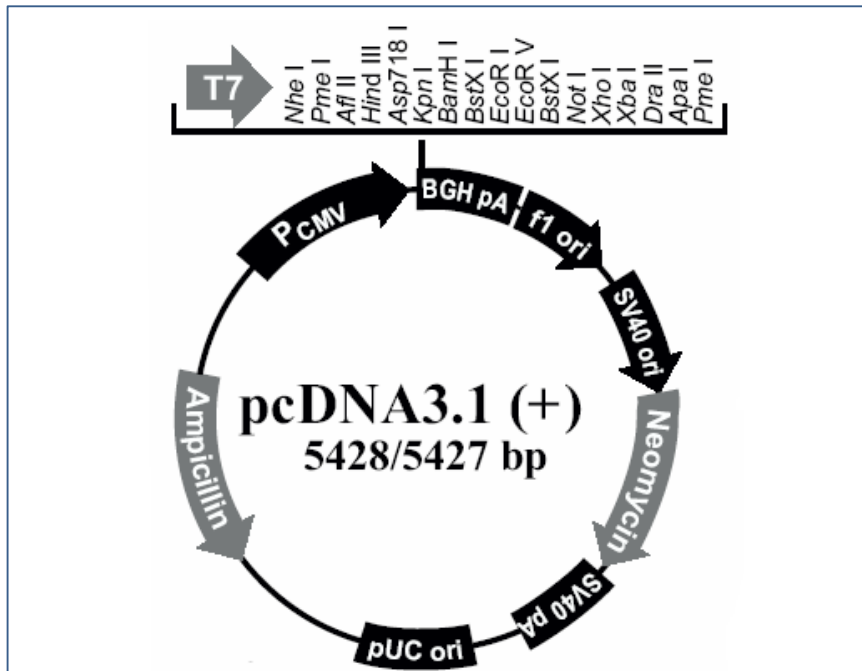 T7
Nhe I
Pme I
Afl II
Hind III
Asp718 I
Kpn I
BamH I
BstX I
EcoR I
EcoR V
BstX I
Not I
Xho I
Xba I
Dra II
Apa I
Pme I
PCMV
BGH pA
f1 ori
SV40 ori
Neomycin
SV40 pA
pUC ori
Ampicillin
pcDNA3.1 (+)
5428/5427 bp